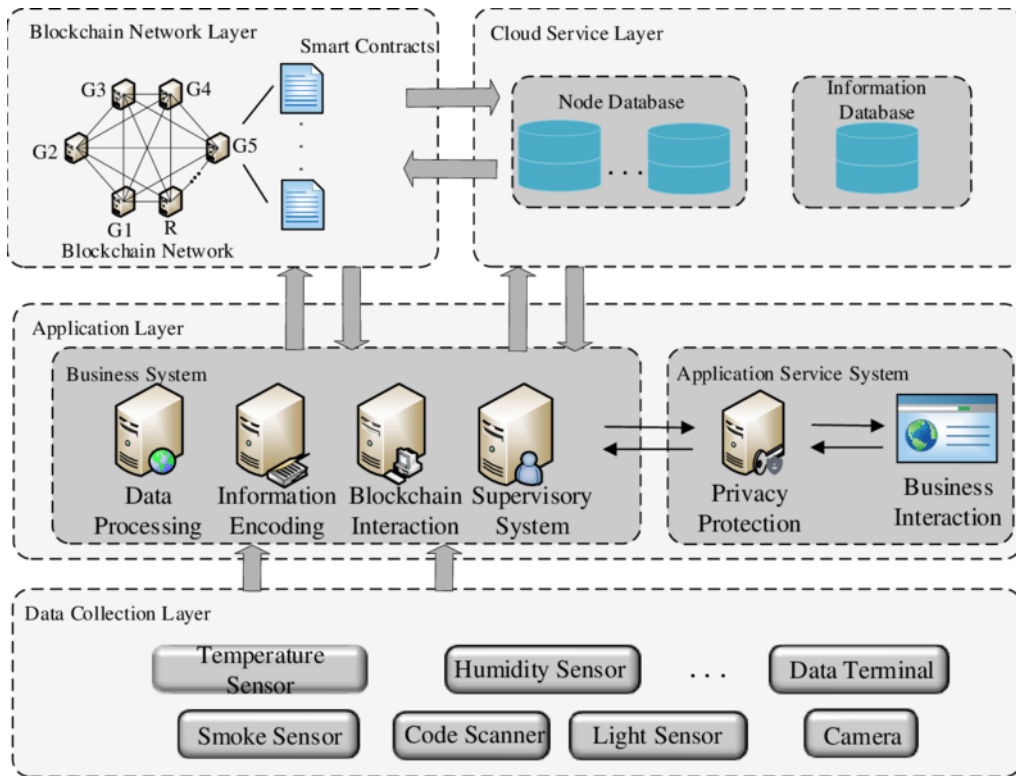 Blockchain Network Layer
Smart Contracts
G3
G4
G2
G5
G1
R
Blockchain Network
Cloud Service Layer
Node Database
...
Information
Database
Application Layer
Business System
Data
Processing
Information
Encoding
Blockchain
Interaction
Supervisory
System
Application Service System
Privacy
Protection
Business
Interaction
Data Collection Layer
Temperature
Sensor
Humidity Sensor
...
Data Terminal
Smoke Sensor
Code Scanner
Light Sensor
Camera